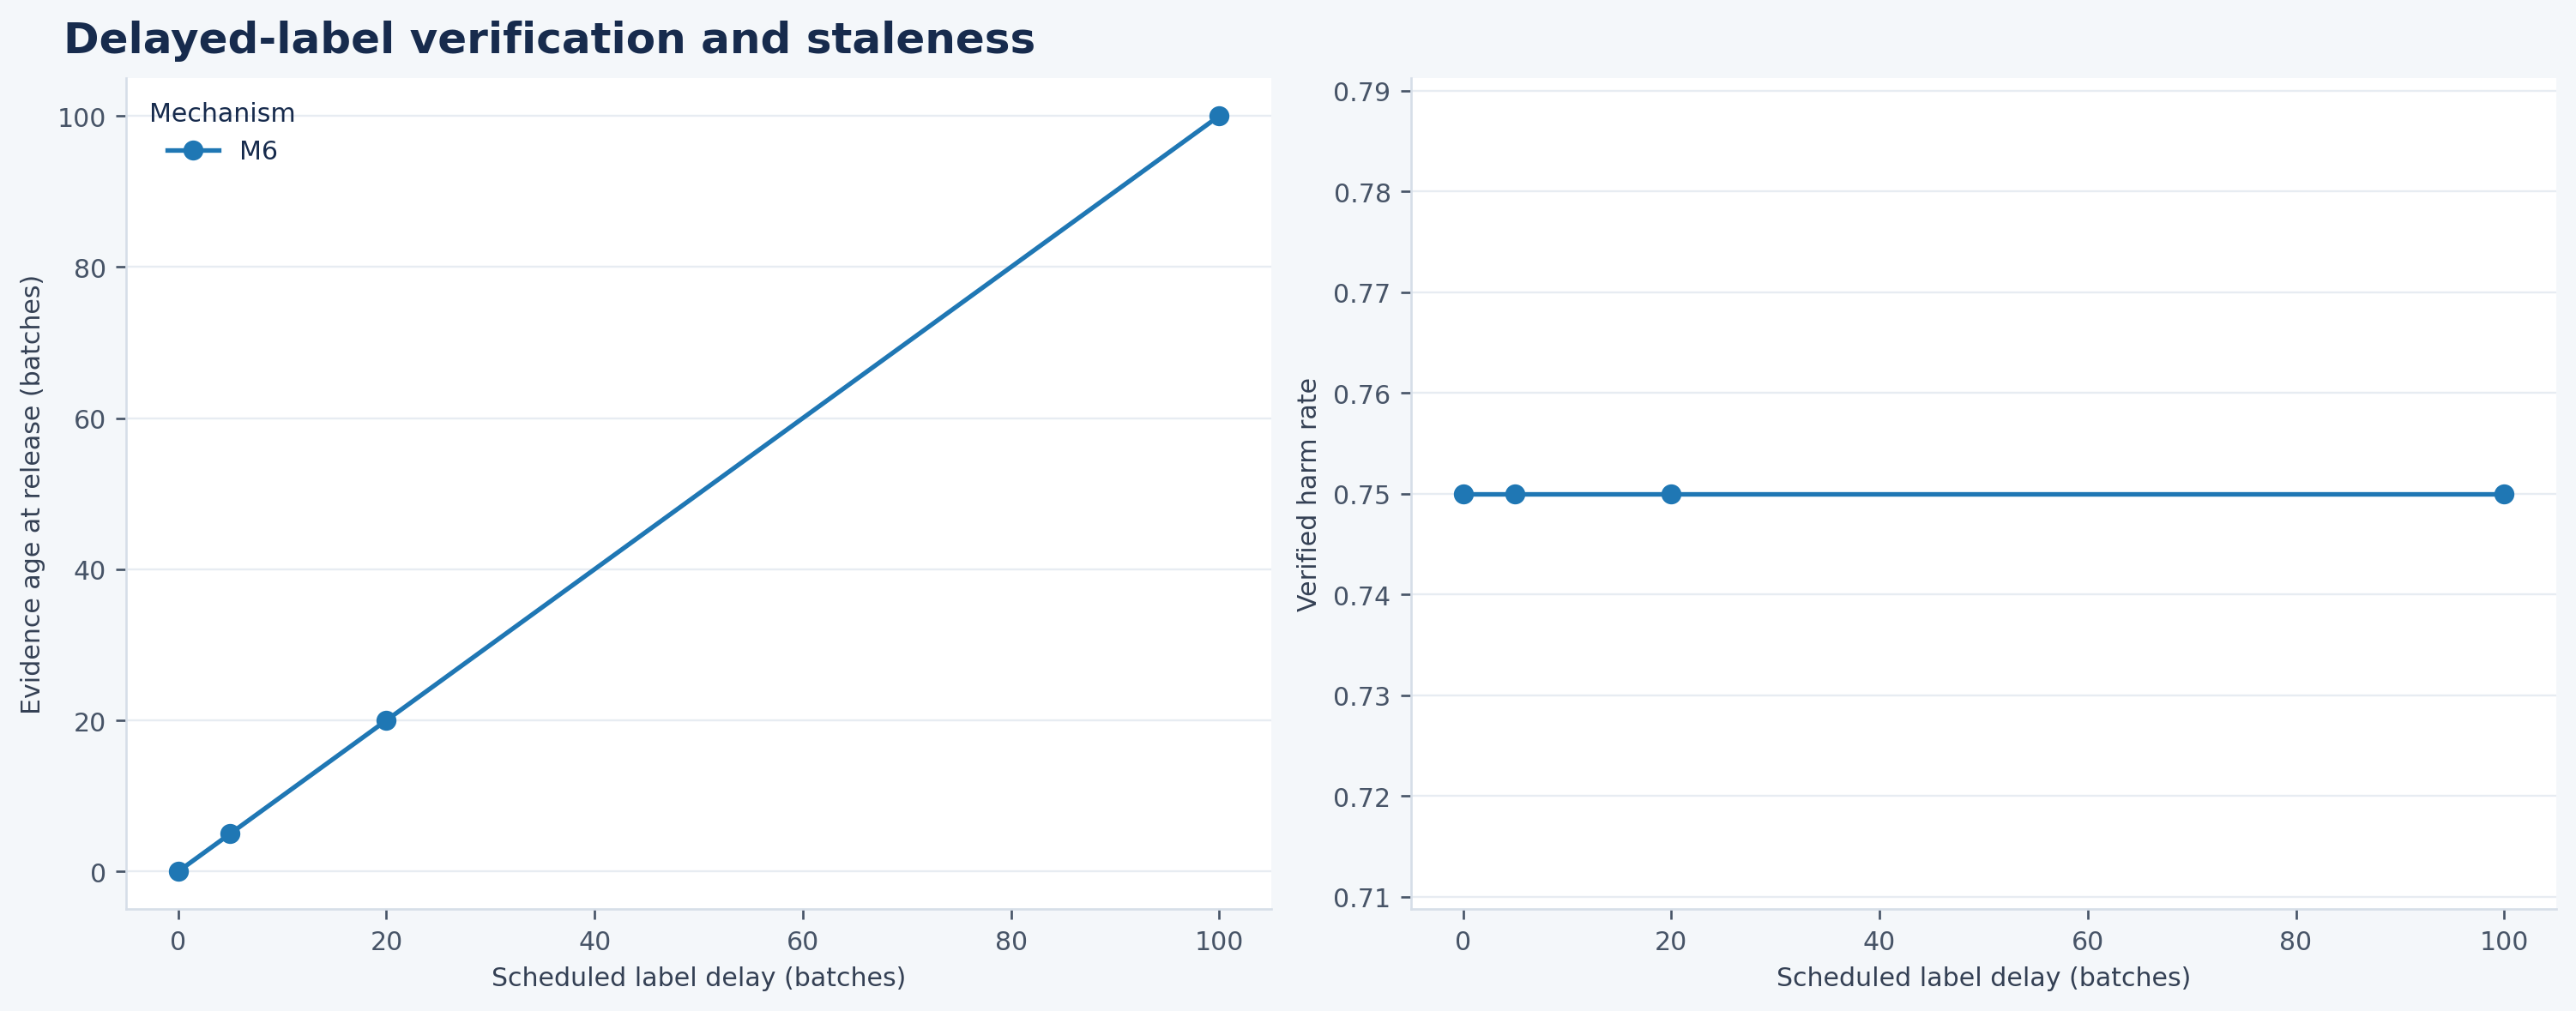 Delayed-label verification and staleness
Mechanism
M6
100
80
60
40
20
0
Evidence age at release (batches)
0 20 40 60 80 100
Scheduled label delay (batches)
0.79
0.78
0.77
0.76
0.75
0.74
0.73
0.72
0.71
Verified harm rate
0 20 40 60 80 100
Scheduled label delay (batches)